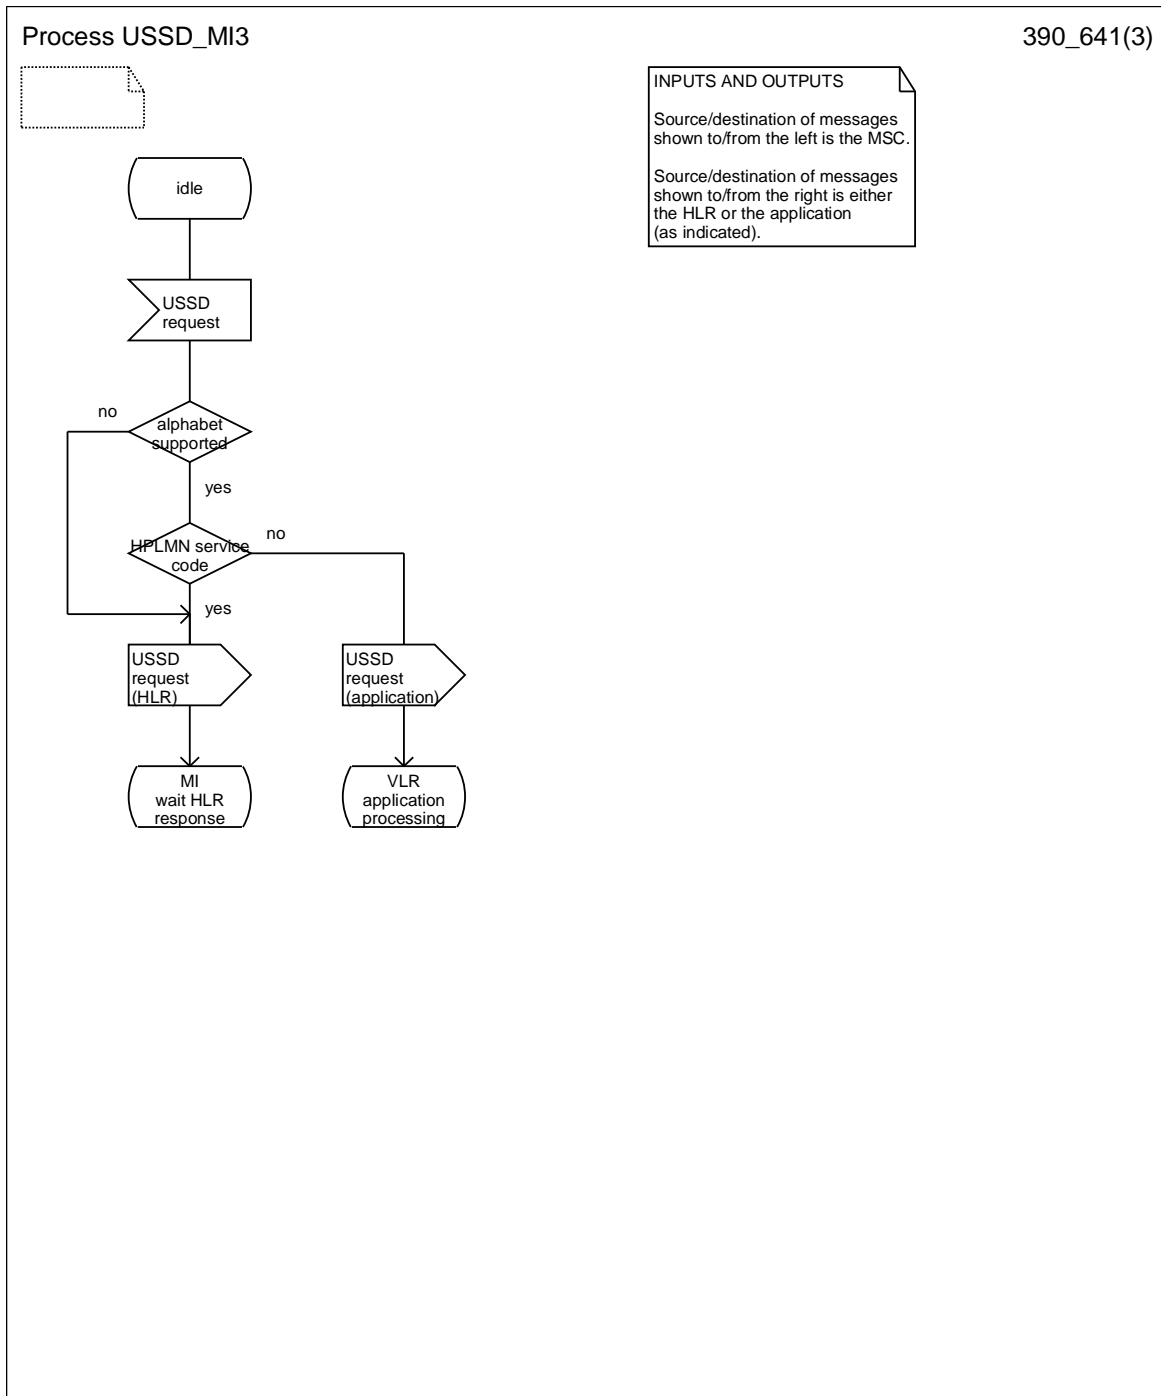 Process USSD_MI3
390_641(3)
INPUTS AND OUTPUTS
Source/destination of messages
shown to/from the left is the MSC.
Source/destination of messages
shown to/from the right is either
the HLR or the application
(as indicated).
idle
USSD
request
no
alphabet
supported
yes
no
HPLMN service
code
yes
USSD
request
(HLR)
USSD
request
(application)
MI
wait HLR
response
VLR
application
processing